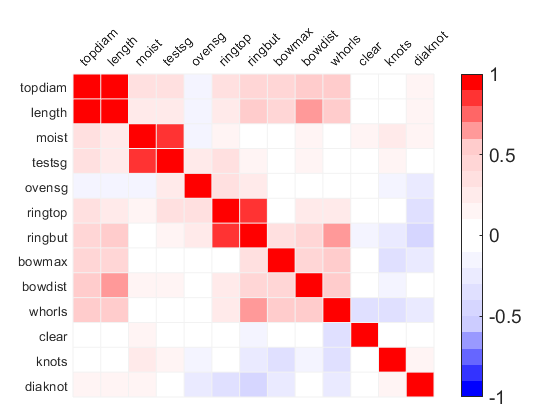 topdiam length moist testsg ovensg ringtop ringbut bowmax bowdist whorls clear knots diaknot
topdiam
length
moist
testsg
ovensg
ringtop
ringbut
bowmax
bowdist
whorls
clear
knots
diaknot
1
0.5
0
-0.5
-1